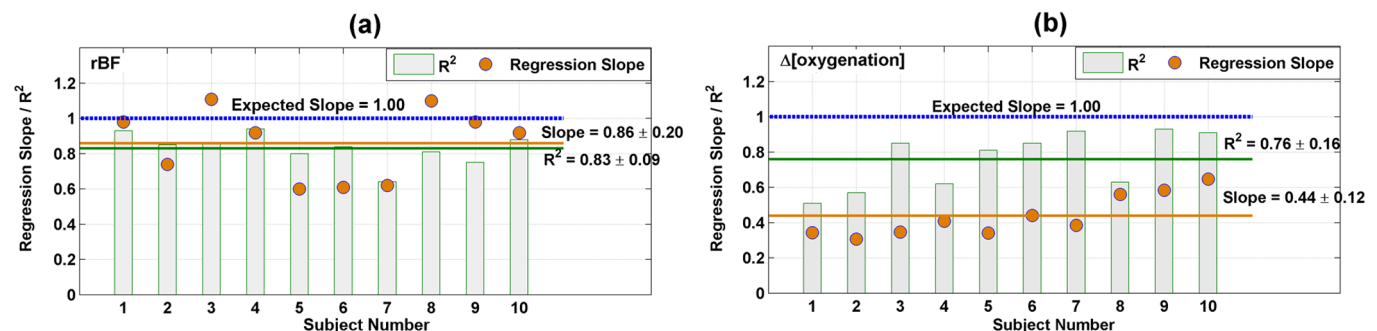 (a)
rBF
R² Regression Slope
Expected Slope = 1.00
Slope = 0.86 ± 0.20
R² = 0.83 ± 0.09
Regression Slope / R²
0 0.2 0.4 0.6 0.8 1 1.2
1 2 3 4 5 6 7 8 9 10
Subject Number
(b)
Δ[oxygenation]
R² Regression Slope
Expected Slope = 1.00
R² = 0.76 ± 0.16
Slope = 0.44 ± 0.12
Regression Slope / R²
0 0.2 0.4 0.6 0.8 1 1.2
1 2 3 4 5 6 7 8 9 10
Subject Number